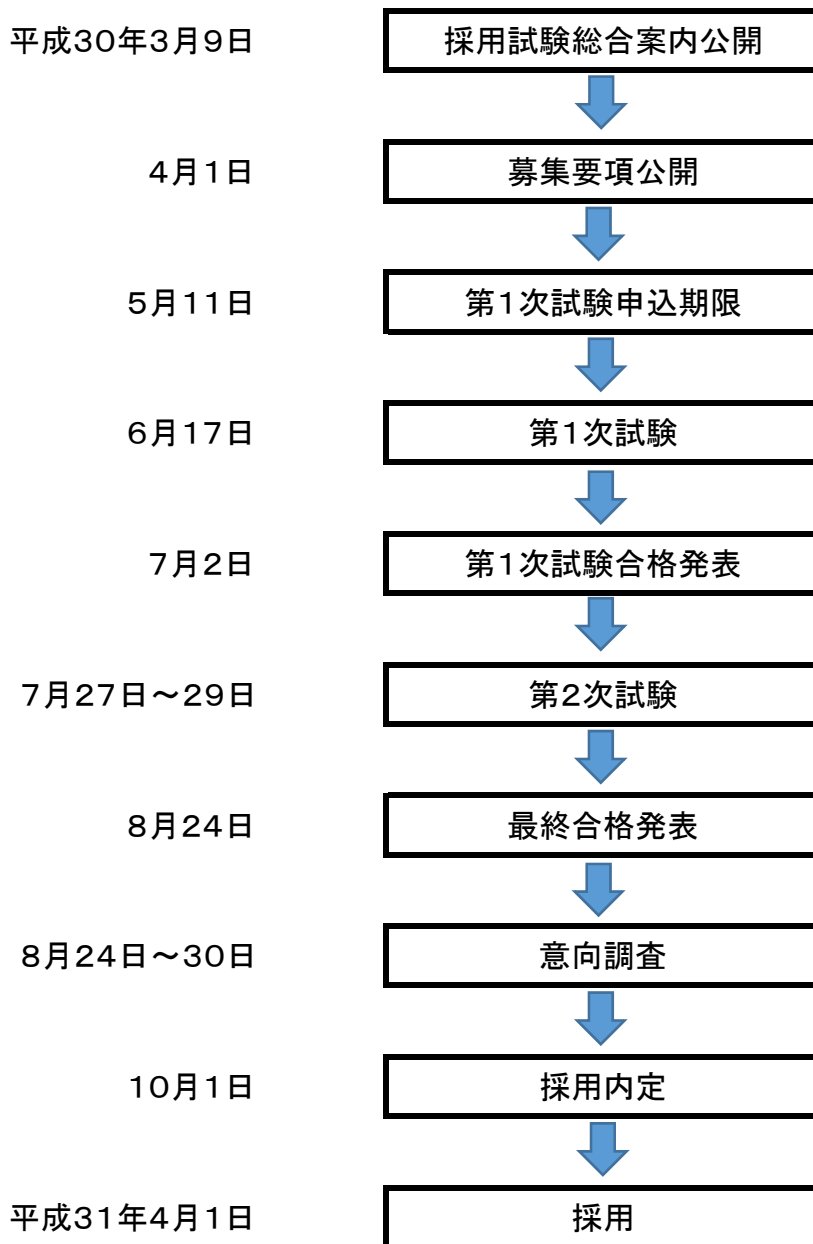 平成30年3月9日 採用試験総合案内公開
4月1日 募集要項公開
5月11日 第1次試験申込期限
6月17日 第1次試験
7月2日 第1次試験合格発表
7月27日～29日 第2次試験
8月24日 最終合格発表
8月24日～30日 意向調査
10月1日 採用内定
平成31年4月1日 採用